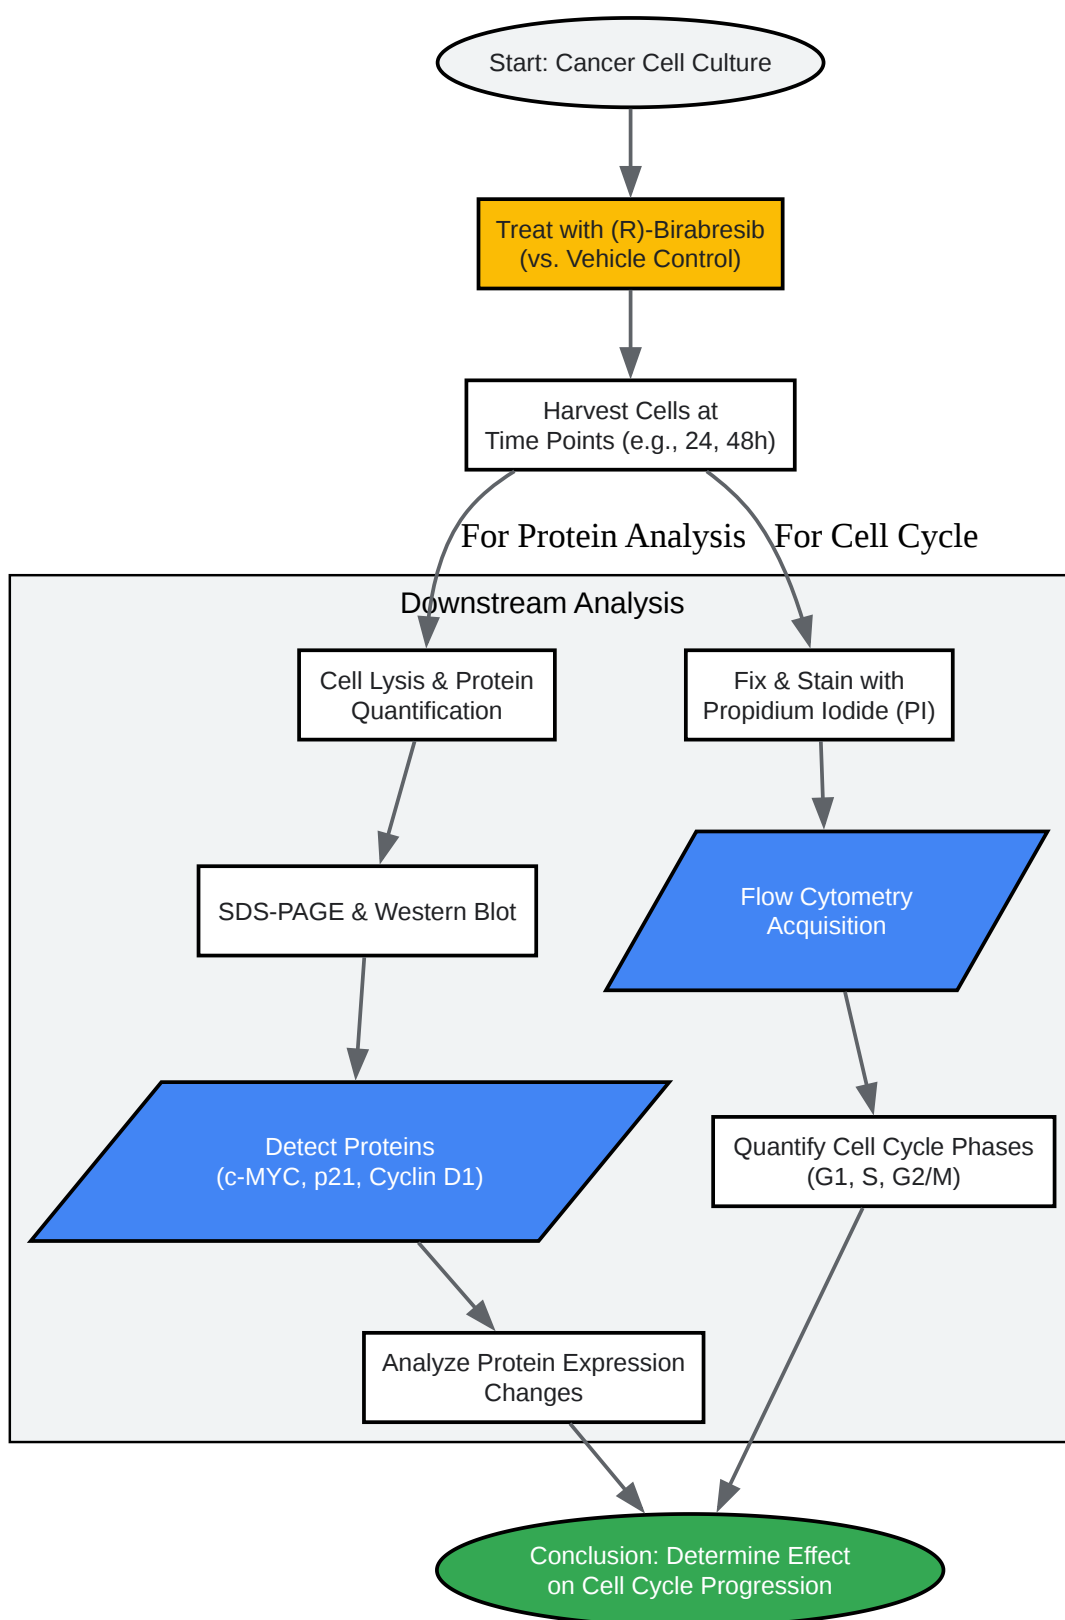 Start: Cancer Cell Culture
Treat with (R)-Birabresib
(vs. Vehicle Control)
Harvest Cells at
Time Points (e.g., 24, 48h)
For Protein Analysis
For Cell Cycle
Downstream Analysis
Cell Lysis & Protein
Quantification
Fix & Stain with
Propidium Iodide (PI)
SDS-PAGE & Western Blot
Flow Cytometry
Acquisition
Detect Proteins
(c-MYC, p21, Cyclin D1)
Quantify Cell Cycle Phases
(G1, S, G2/M)
Analyze Protein Expression
Changes
Conclusion: Determine Effect
on Cell Cycle Progression